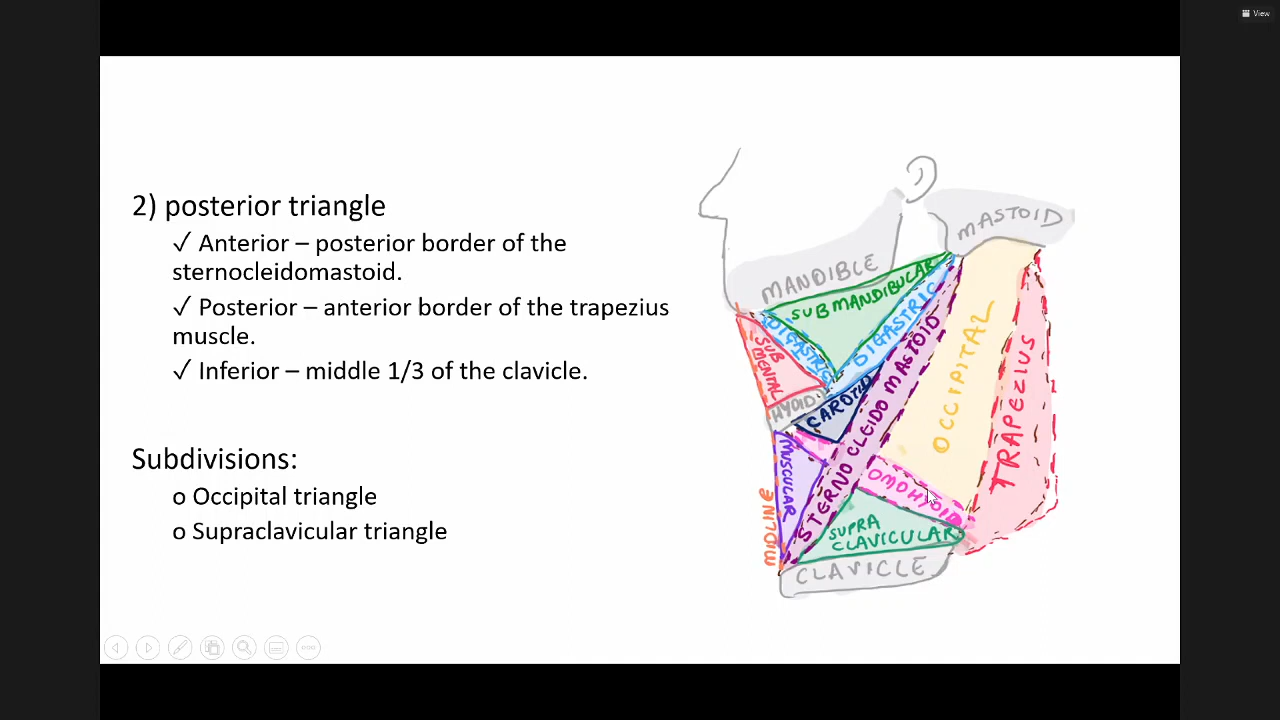 View
2) posterior triangle
✓ Anterior – posterior border of the
sternocleidomastoid.
✓ Posterior – anterior border of the trapezius
muscle.
✓ Inferior – middle 1/3 of the clavicle.
Subdivisions:
o Occipital triangle
o Supraclavicular triangle
MASTOID
MANDIBLE
SUBMANDIBULAR
DIGASTRIC
DIGASTRIC
SUB
MENTAL
HYOID
CAROTID
STERNO CLEIDO MASTOID
OCCIPITAL
TRAPEZIUS
MUSCULAR
OMOHYOID
MIDLINE
SUPRA
CLAVICULAR
CLAVICLE